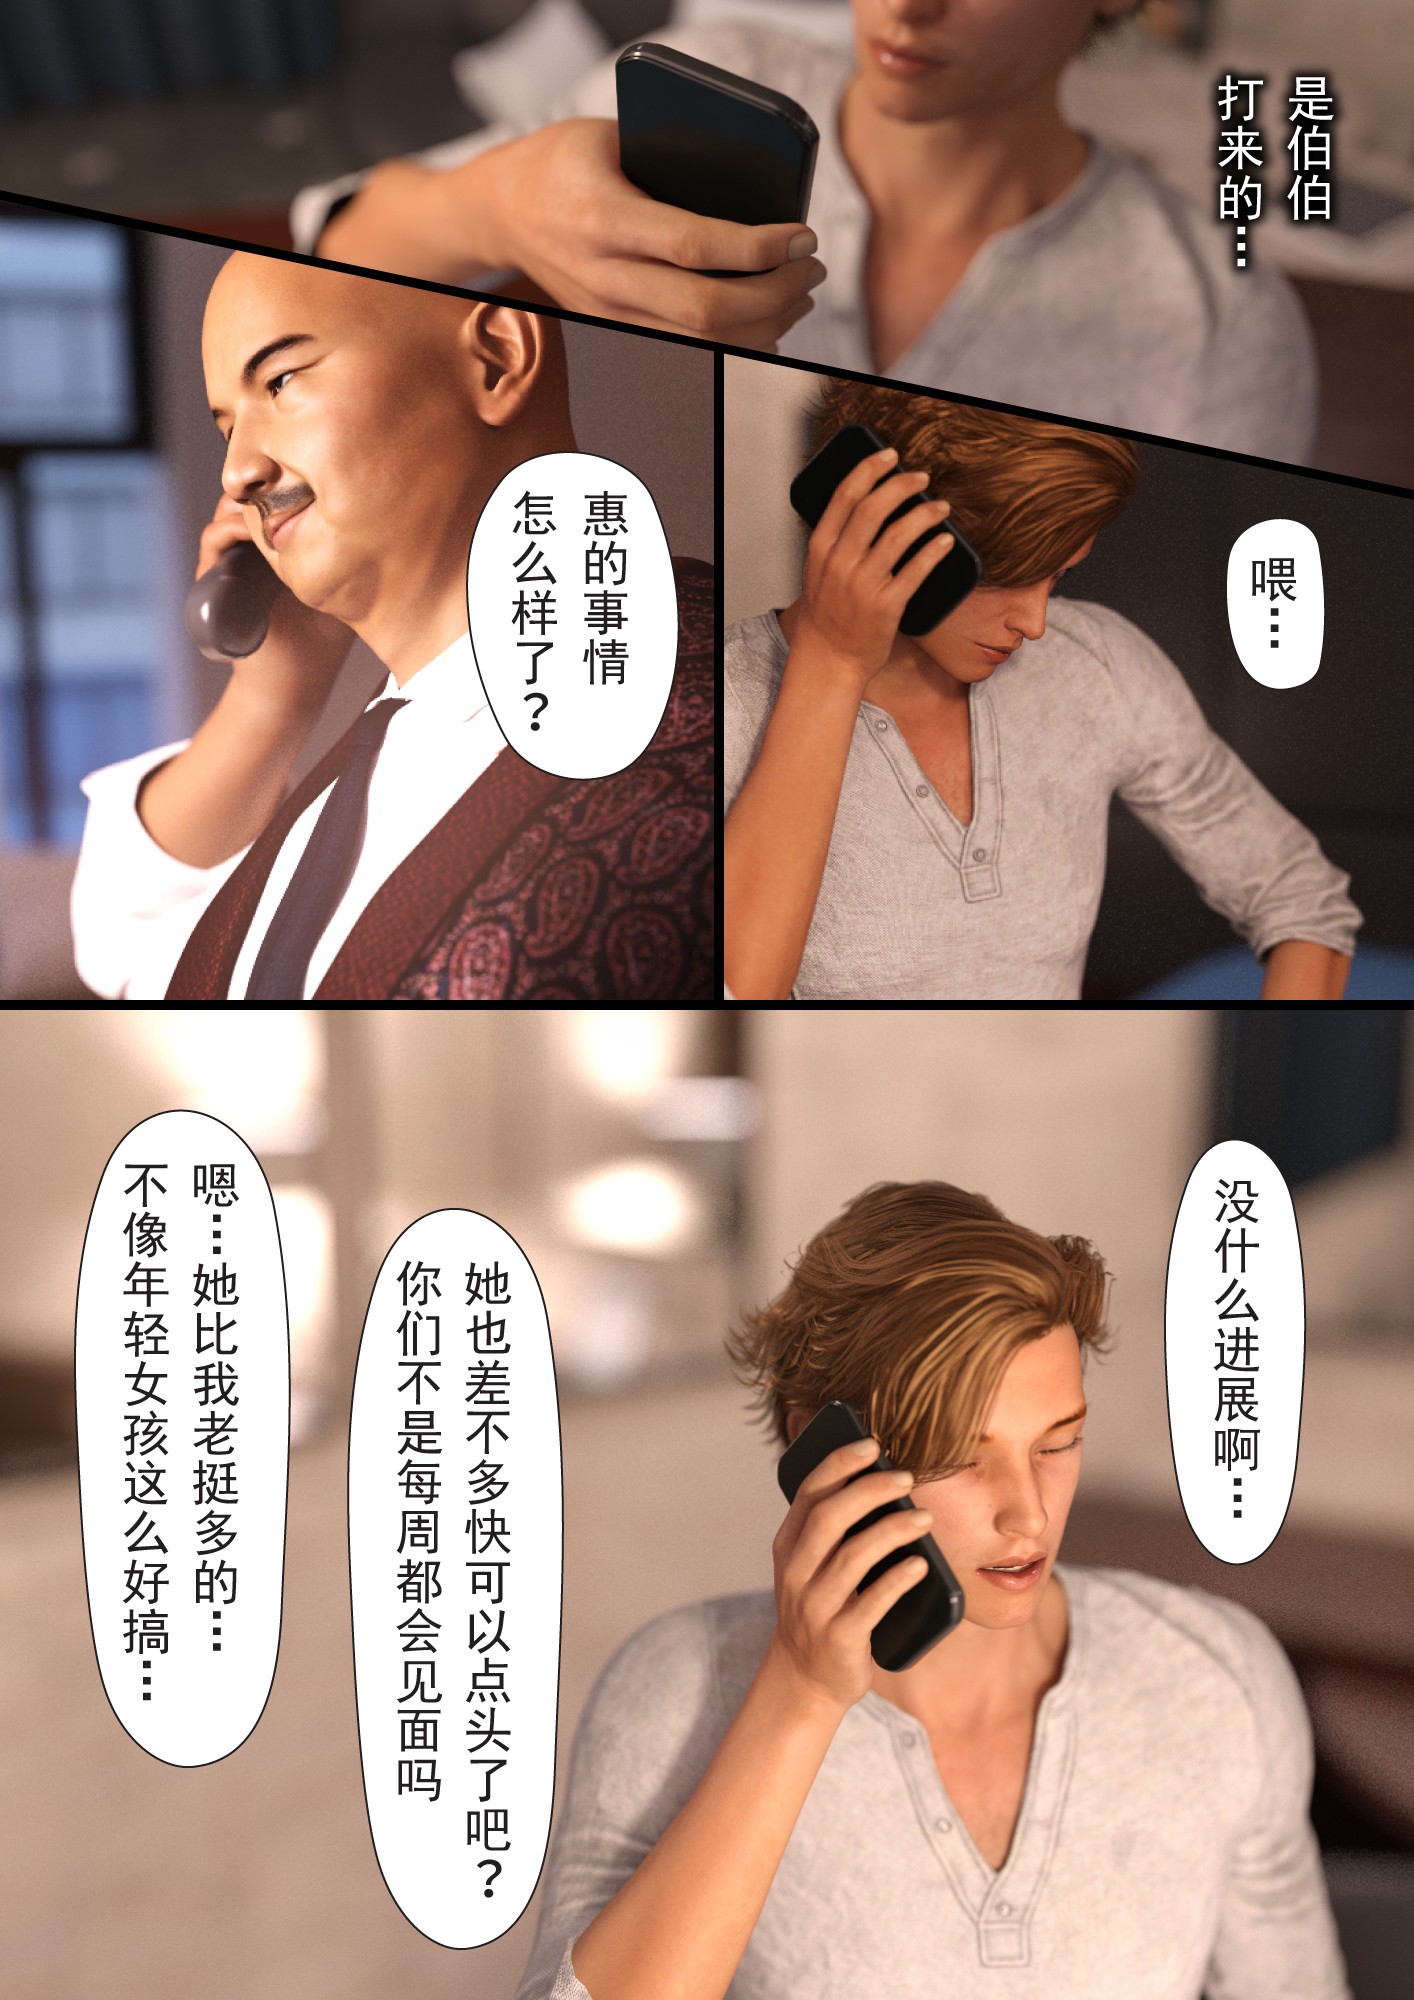 是伯伯
打来的…
喂…
惠的事情
怎么样了？
没什么进展啊…
她也差不多快可以点头了吧？
你们不是每周都会见面吗
嗯…她比我老挺多的…
不像年轻女孩这么好搞…